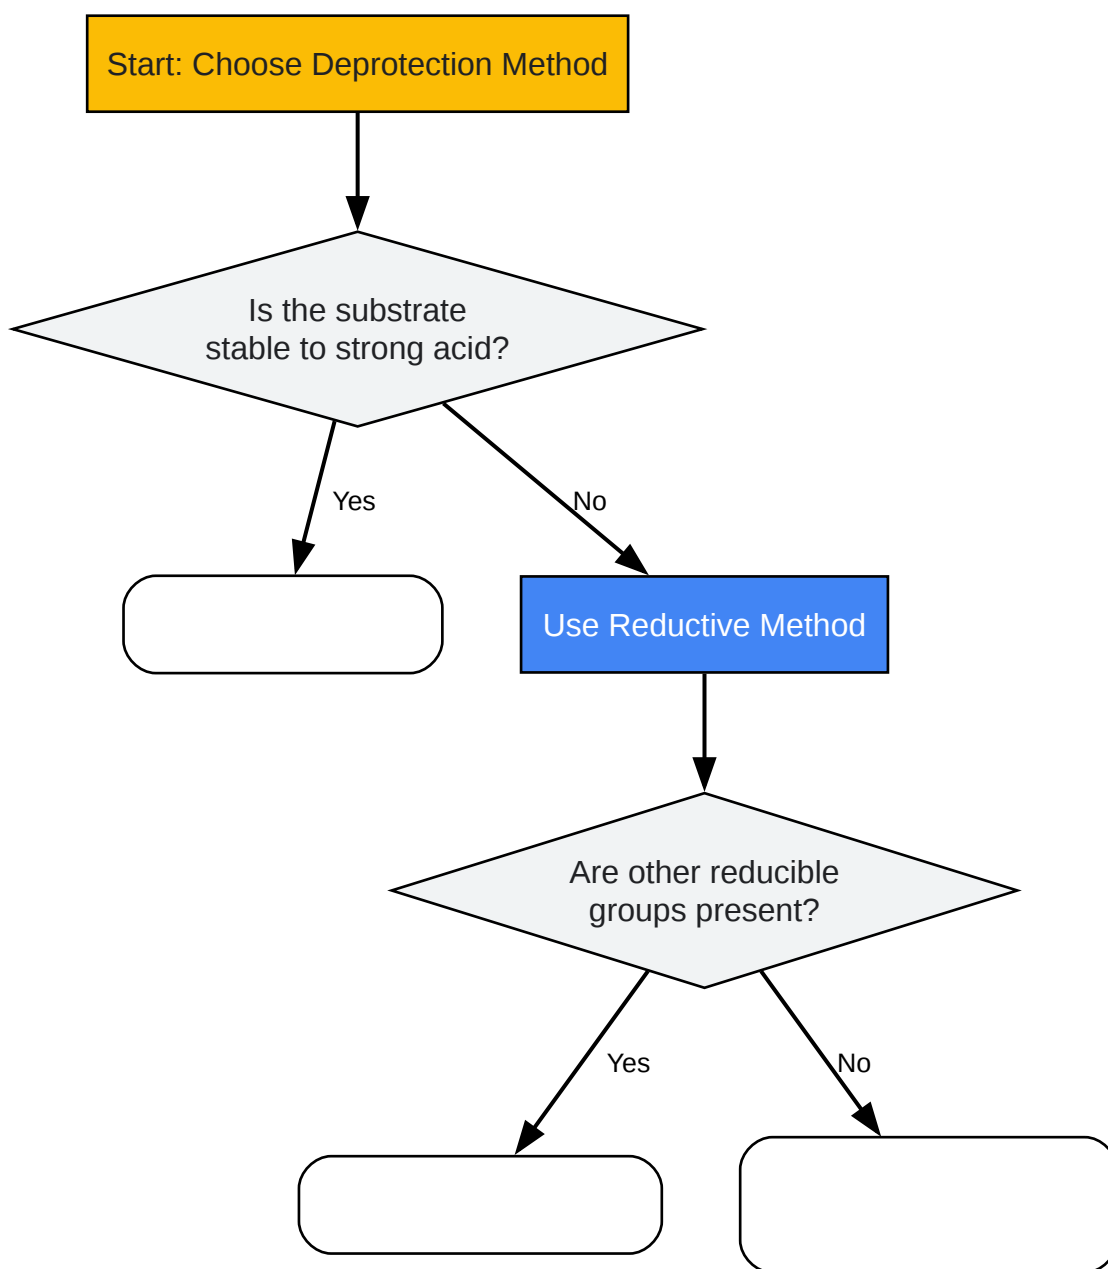 Start: Choose Deprotection Method
Is the substrate
stable to strong acid?
Yes
No
Use Reductive Method
Are other reducible
groups present?
Yes
No